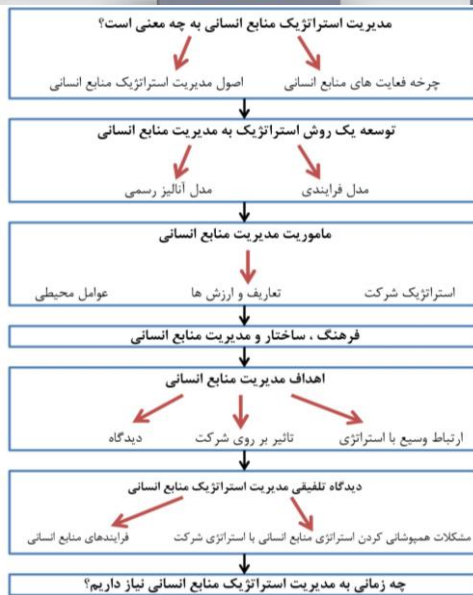 مدیریت استراتژیک منابع انسانی به چه معنی است؟
چرخه فعایت های منابع انسانی
اصول مدیریت استراتژیک منابع انسانی
توسعه یک روش استراتژیک به مدیریت منابع انسانی
مدل فرایندی
مدل آنالیز رسمی
ماموریت مدیریت منابع انسانی
استراتژیک شرکت
تعاریف و ارزش ها
عوامل محیطی
فرهنگ ، ساختار و مدیریت منابع انسانی
اهداف مدیریت منابع انسانی
ارتباط وسیع با استراتژی
تاثیر بر روی شرکت
دیدگاه
دیدگاه تلفیقی مدیریت استراتژیک منابع انسانی
مشکلات همپوشانی کردن استراتژی منابع انسانی با استراتژی شرکت
فرایندهای منابع انسانی
چه زمانی به مدیریت استراتژیک منابع انسانی نیاز داریم؟